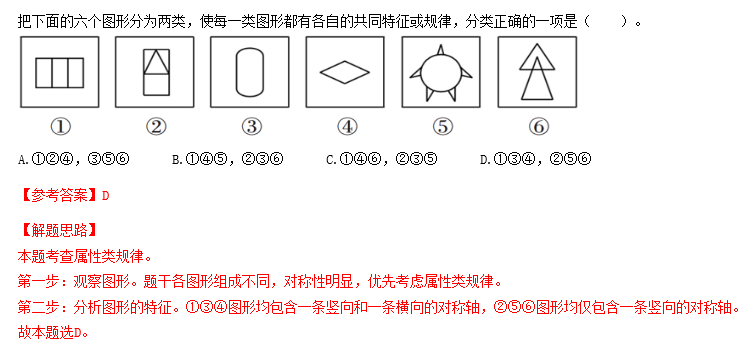 把下面的六个图形分为两类，使每一类图形都有各自的共同特征或规律，分类正确的一项是（　　）。
① ② ③ ④ ⑤ ⑥
A.①②④，③⑤⑥ B.①④⑤，②③⑥ C.①④⑥，②③⑤ D.①③④，②⑤⑥
【参考答案】D
【解题思路】
本题考查属性类规律。
第一步：观察图形。题干各图形组成不同，对称性明显，优先考虑属性类规律。
第二步：分析图形的特征。①③④图形均包含一条竖向和一条横向的对称轴，②⑤⑥图形均仅包含一条竖向的对称轴。
故本题选D。